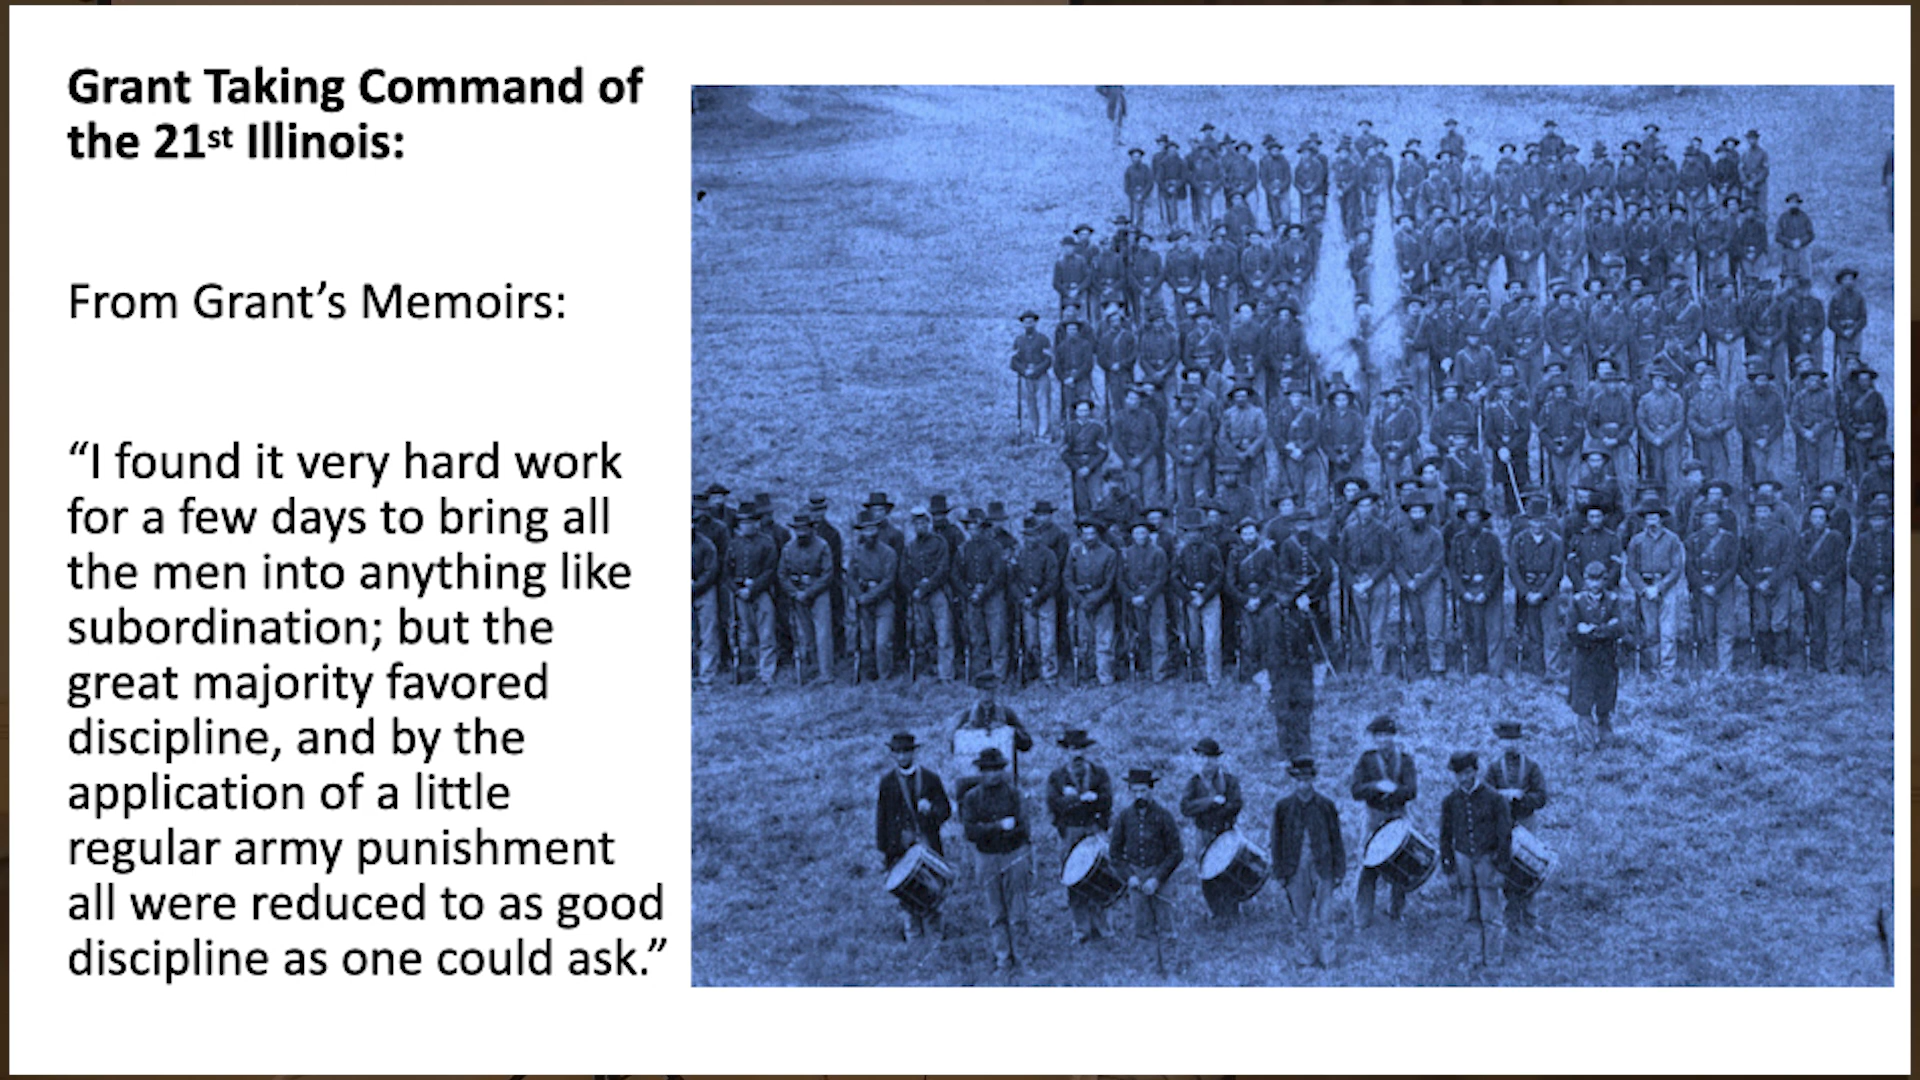 Grant Taking Command of
the 21st Illinois:
From Grant’s Memoirs:
“I found it very hard work
for a few days to bring all
the men into anything like
subordination; but the
great majority favored
discipline, and by the
application of a little
regular army punishment
all were reduced to as good
discipline as one could ask.”